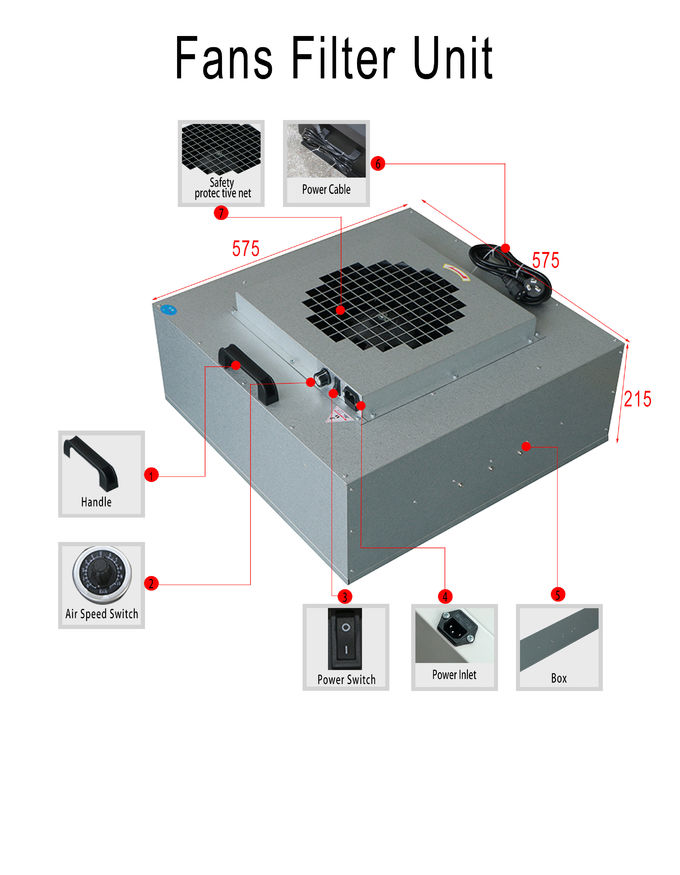 Fans Filter Unit
Safety
protec tive net
Power Cable
6
7
575
575
215
Handle
1
Air Speed Switch
2
3
4
5
Power Switch
Power Inlet
Box